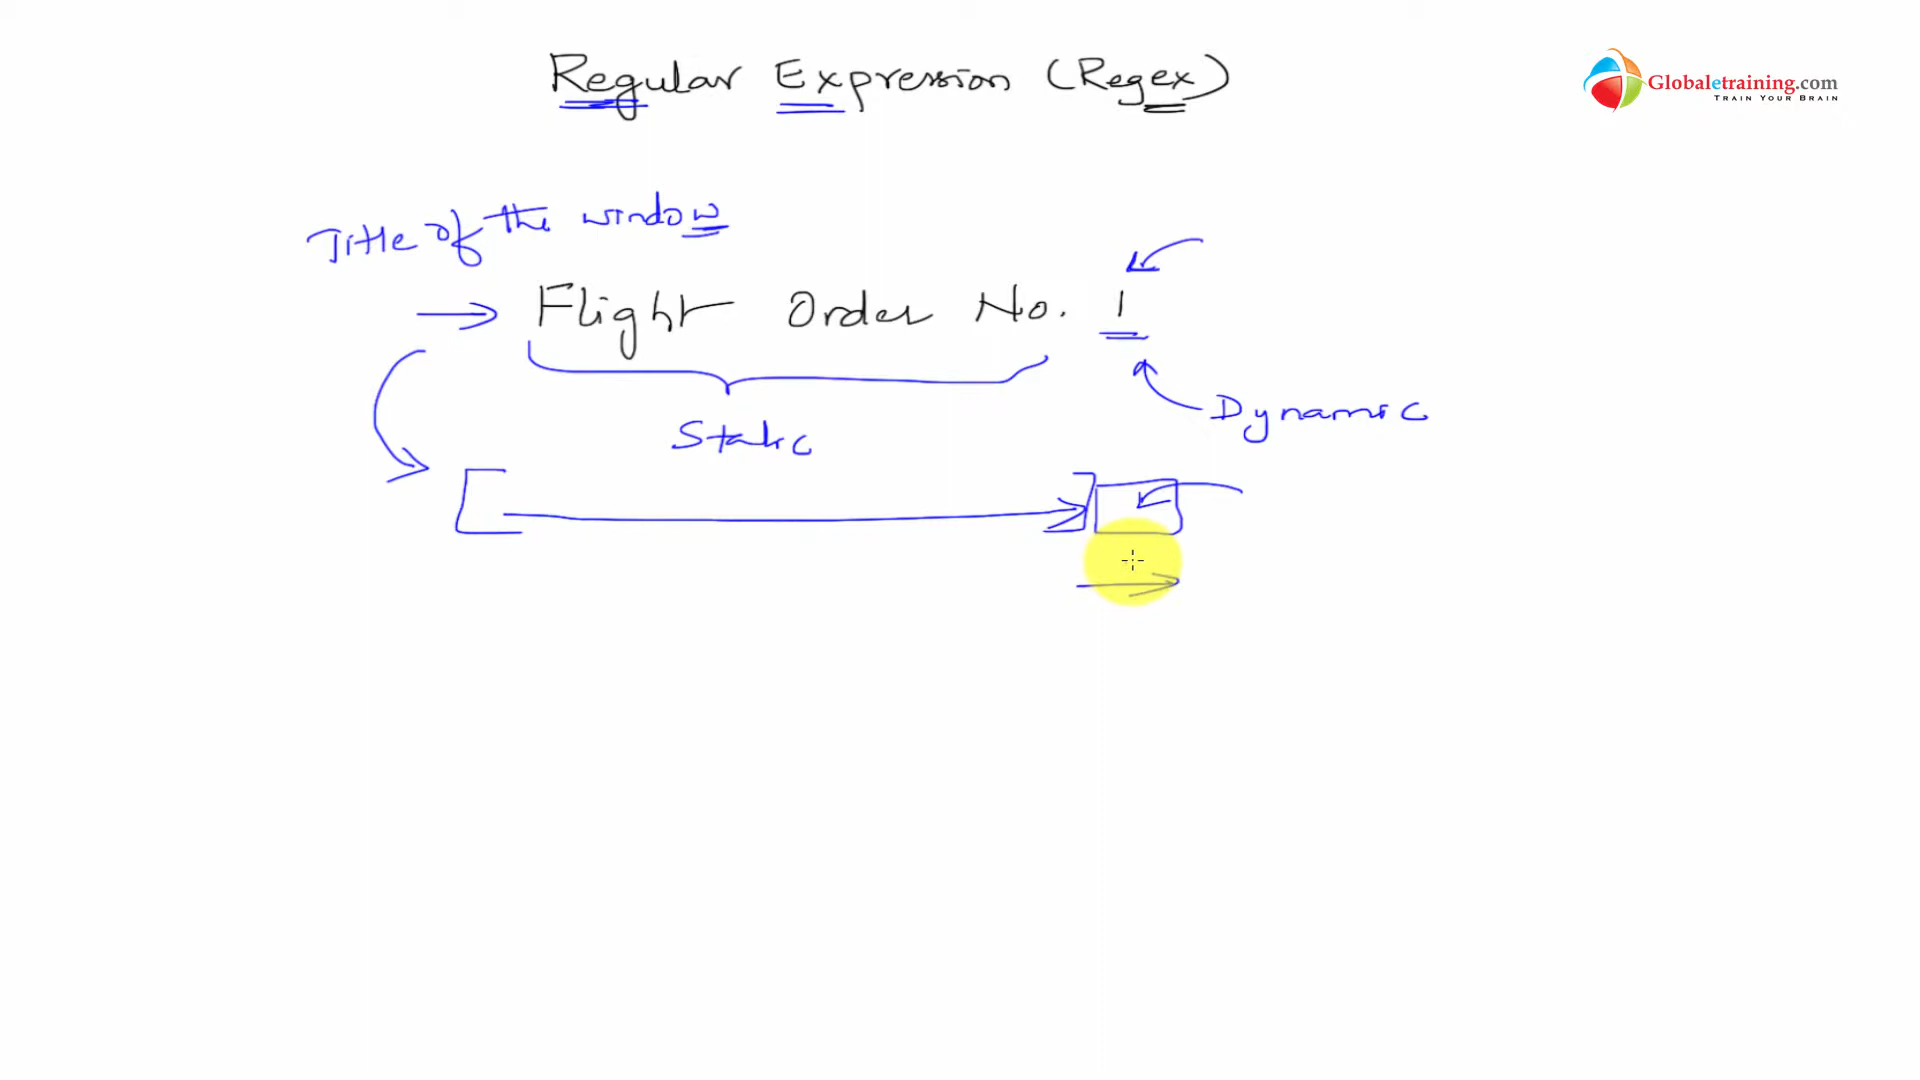 Regular Expression (Regex)
Globaletraining.com
TRAIN YOUR BRAIN
Title of the window
Flight Order No. 1
Dynamic
Static